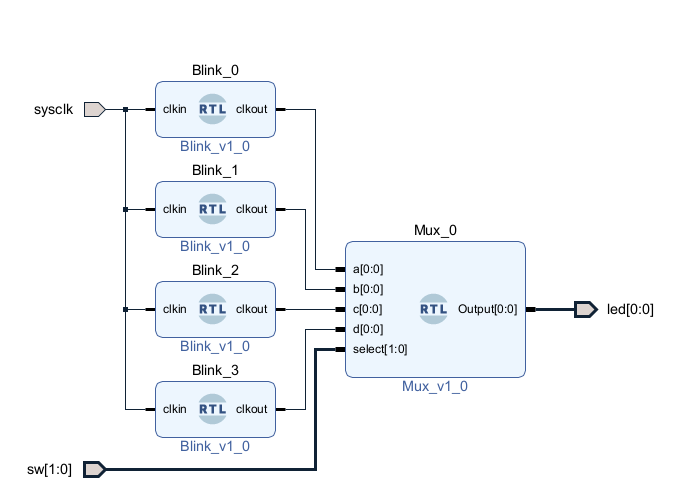 Blink_0
sysclk
clkin RTL clkout
Blink_v1_0
Blink_1
clkin RTL clkout
Blink_v1_0
Blink_2
clkin RTL clkout
Blink_v1_0
Blink_3
clkin RTL clkout
Blink_v1_0
sw[1:0]
Mux_0
a[0:0]
b[0:0]
c[0:0]
d[0:0]
select[1:0]
RTL
Output[0:0]
Mux_v1_0
led[0:0]